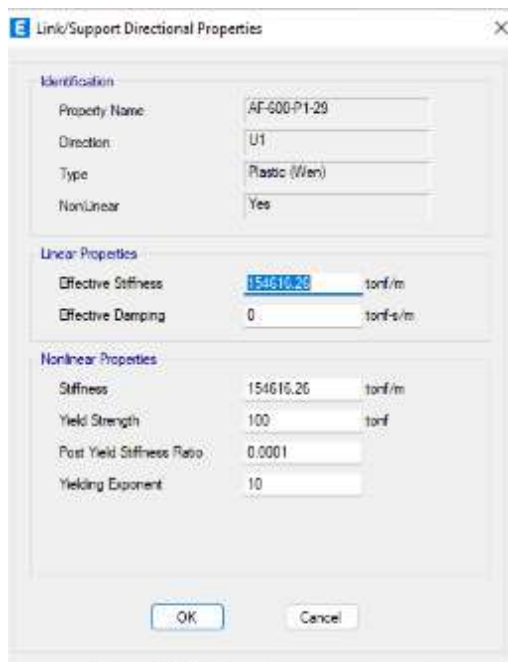 E Link/Support Directional Properties
Identification
Property Name AF-600-P1-29
Direction U1
Type Plastic (Wen)
NonLinear Yes
Linear Properties
Effective Stiffness 154616.26 tonf/m
Effective Damping 0 tonf-s/m
Nonlinear Properties
Stiffness 154616.26 tonf/m
Yield Strength 100 tonf
Post Yield Stiffness Ratio 0.0001
Yielding Exponent 10
OK Cancel